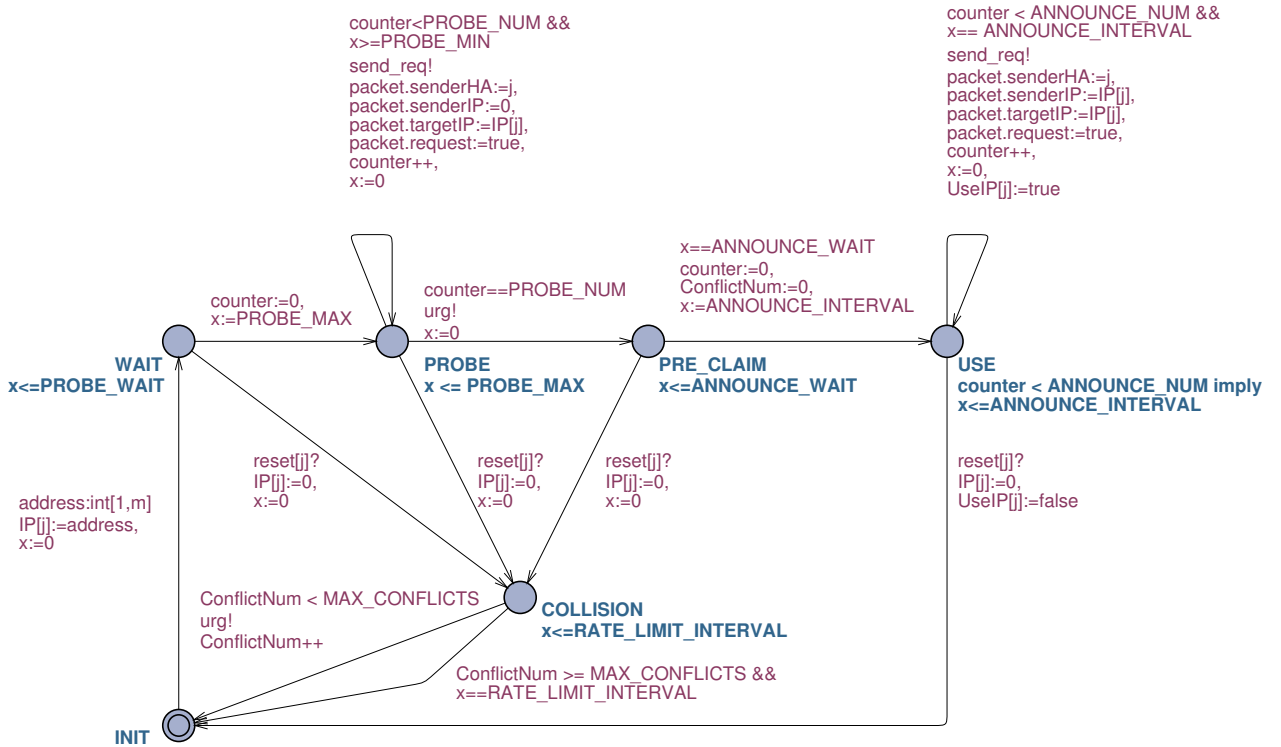 counter<PROBE_NUM &&
x>=PROBE_MIN
send_req!
packet.senderHA:=j,
packet.senderIP:=0,
packet.targetIP:=IP[j],
packet.request:=true,
counter++,
x:=0
counter < ANNOUNCE_NUM &&
x== ANNOUNCE_INTERVAL
send_req!
packet.senderHA:=j,
packet.senderIP:=IP[j],
packet.targetIP:=IP[j],
packet.request:=true,
counter++,
x:=0,
UseIP[j]:=true
counter:=0,
x:=PROBE_MAX
counter==PROBE_NUM
urg!
x:=0
x==ANNOUNCE_WAIT
counter:=0,
ConflictNum:=0,
x:=ANNOUNCE_INTERVAL
WAIT
x<=PROBE_WAIT
PROBE
x <= PROBE_MAX
PRE_CLAIM
x<=ANNOUNCE_WAIT
USE
counter < ANNOUNCE_NUM imply
x<=ANNOUNCE_INTERVAL
address:int[1,m]
IP[j]:=address,
x:=0
reset[j]?
IP[j]:=0,
x:=0
reset[j]?
IP[j]:=0,
x:=0
reset[j]?
IP[j]:=0,
x:=0
reset[j]?
IP[j]:=0,
UseIP[j]:=false
ConflictNum < MAX_CONFLICTS
urg!
ConflictNum++
COLLISION
x<=RATE_LIMIT_INTERVAL
ConflictNum >= MAX_CONFLICTS &&
x==RATE_LIMIT_INTERVAL
INIT